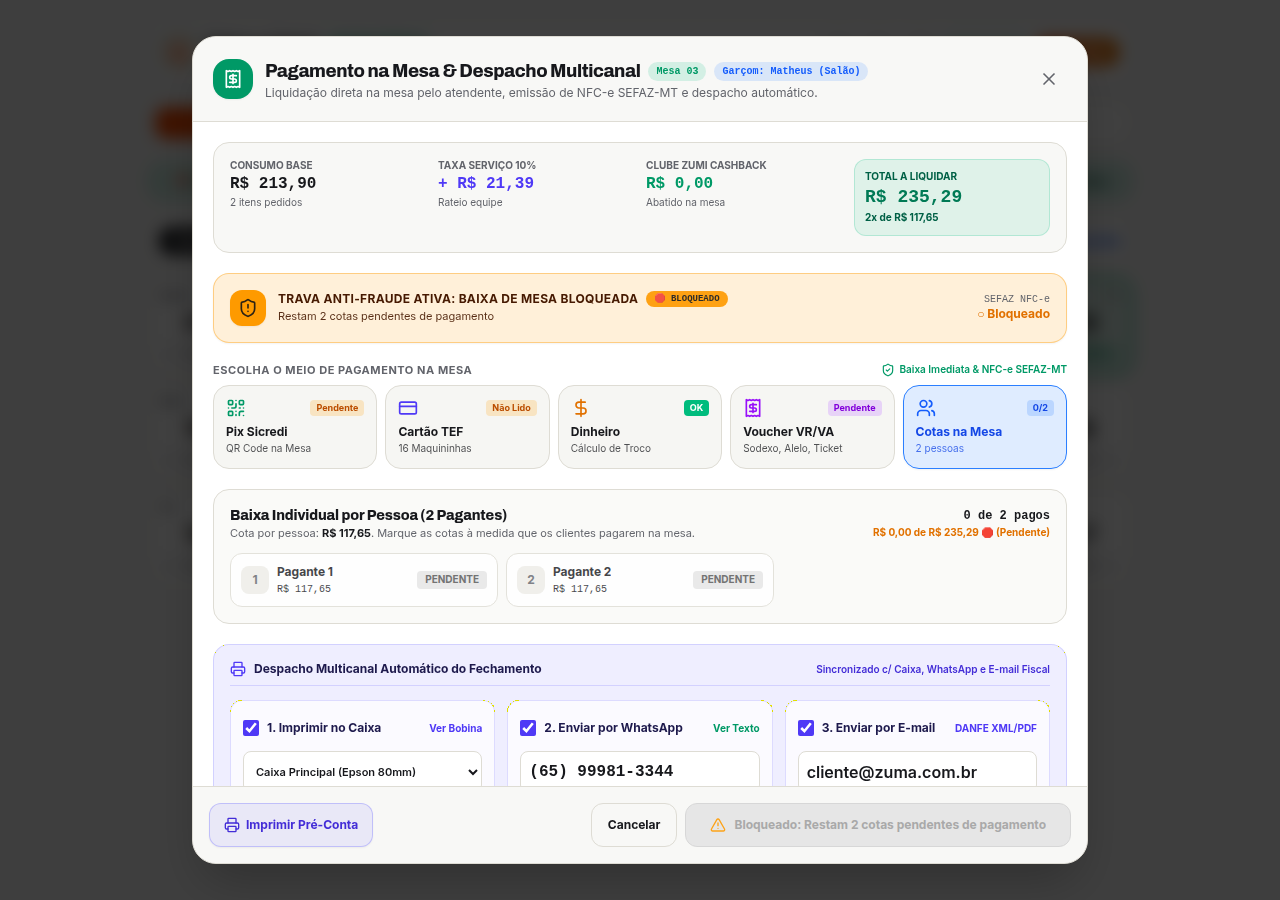 Pagamento na Mesa & Despacho Multicanal Mesa 03 Garçom: Matheus (Salão)
Liquidação direta na mesa pelo atendente, emissão de NFC-e SEFAZ-MT e despacho automático.
CONSUMO BASE
R$ 213,90
2 itens pedidos
TAXA SERVIÇO 10%
+ R$ 21,39
Rateio equipe
CLUBE ZUMI CASHBACK
R$ 0,00
Abatido na mesa
TOTAL A LIQUIDAR
R$ 235,29
2x de R$ 117,65
TRAVA ANTI-FRAUDE ATIVA: BAIXA DE MESA BLOQUEADA 🛑 BLOQUEADO
Restam 2 cotas pendentes de pagamento
SEFAZ NFC-e
○ Bloqueado
ESCOLHA O MEIO DE PAGAMENTO NA MESA
Baixa Imediata & NFC-e SEFAZ-MT
Pendente
Pix Sicredi
QR Code na Mesa
Não Lido
Cartão TEF
16 Maquininhas
OK
Dinheiro
Cálculo de Troco
Pendente
Voucher VR/VA
Sodexo, Alelo, Ticket
0/2
Cotas na Mesa
2 pessoas
Baixa Individual por Pessoa (2 Pagantes)
Cota por pessoa: R$ 117,65. Marque as cotas à medida que os clientes pagarem na mesa.
0 de 2 pagos
R$ 0,00 de R$ 235,29 🛑 (Pendente)
1 Pagante 1 PENDENTE
R$ 117,65
2 Pagante 2 PENDENTE
R$ 117,65
Despacho Multicanal Automático do Fechamento
Sincronizado c/ Caixa, WhatsApp e E-mail Fiscal
1. Imprimir no Caixa Ver Bobina
Caixa Principal (Epson 80mm)
2. Enviar por WhatsApp Ver Texto
(65) 99981-3344
3. Enviar por E-mail DANFE XML/PDF
cliente@zuma.com.br
Imprimir Pré-Conta
Cancelar
Bloqueado: Restam 2 cotas pendentes de pagamento